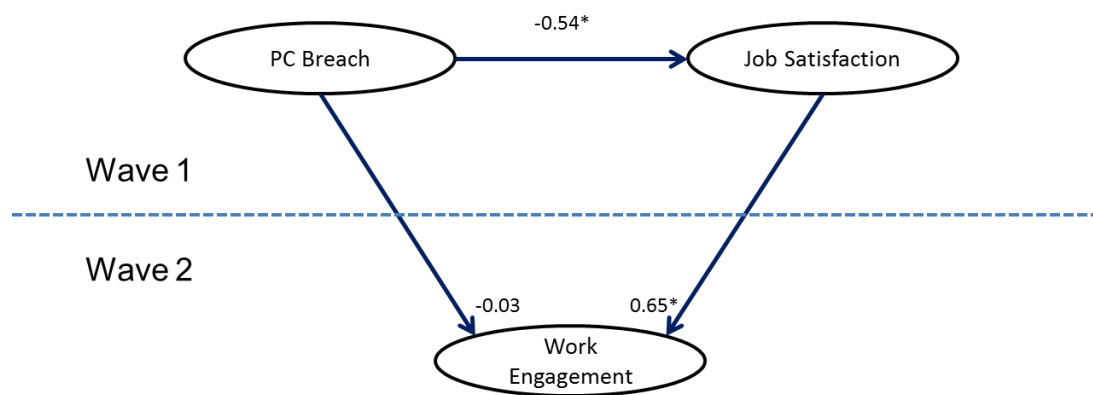 -0.54*
PC Breach
Job Satisfaction
Wave 1
Wave 2
-0.03
0.65*
Work
Engagement